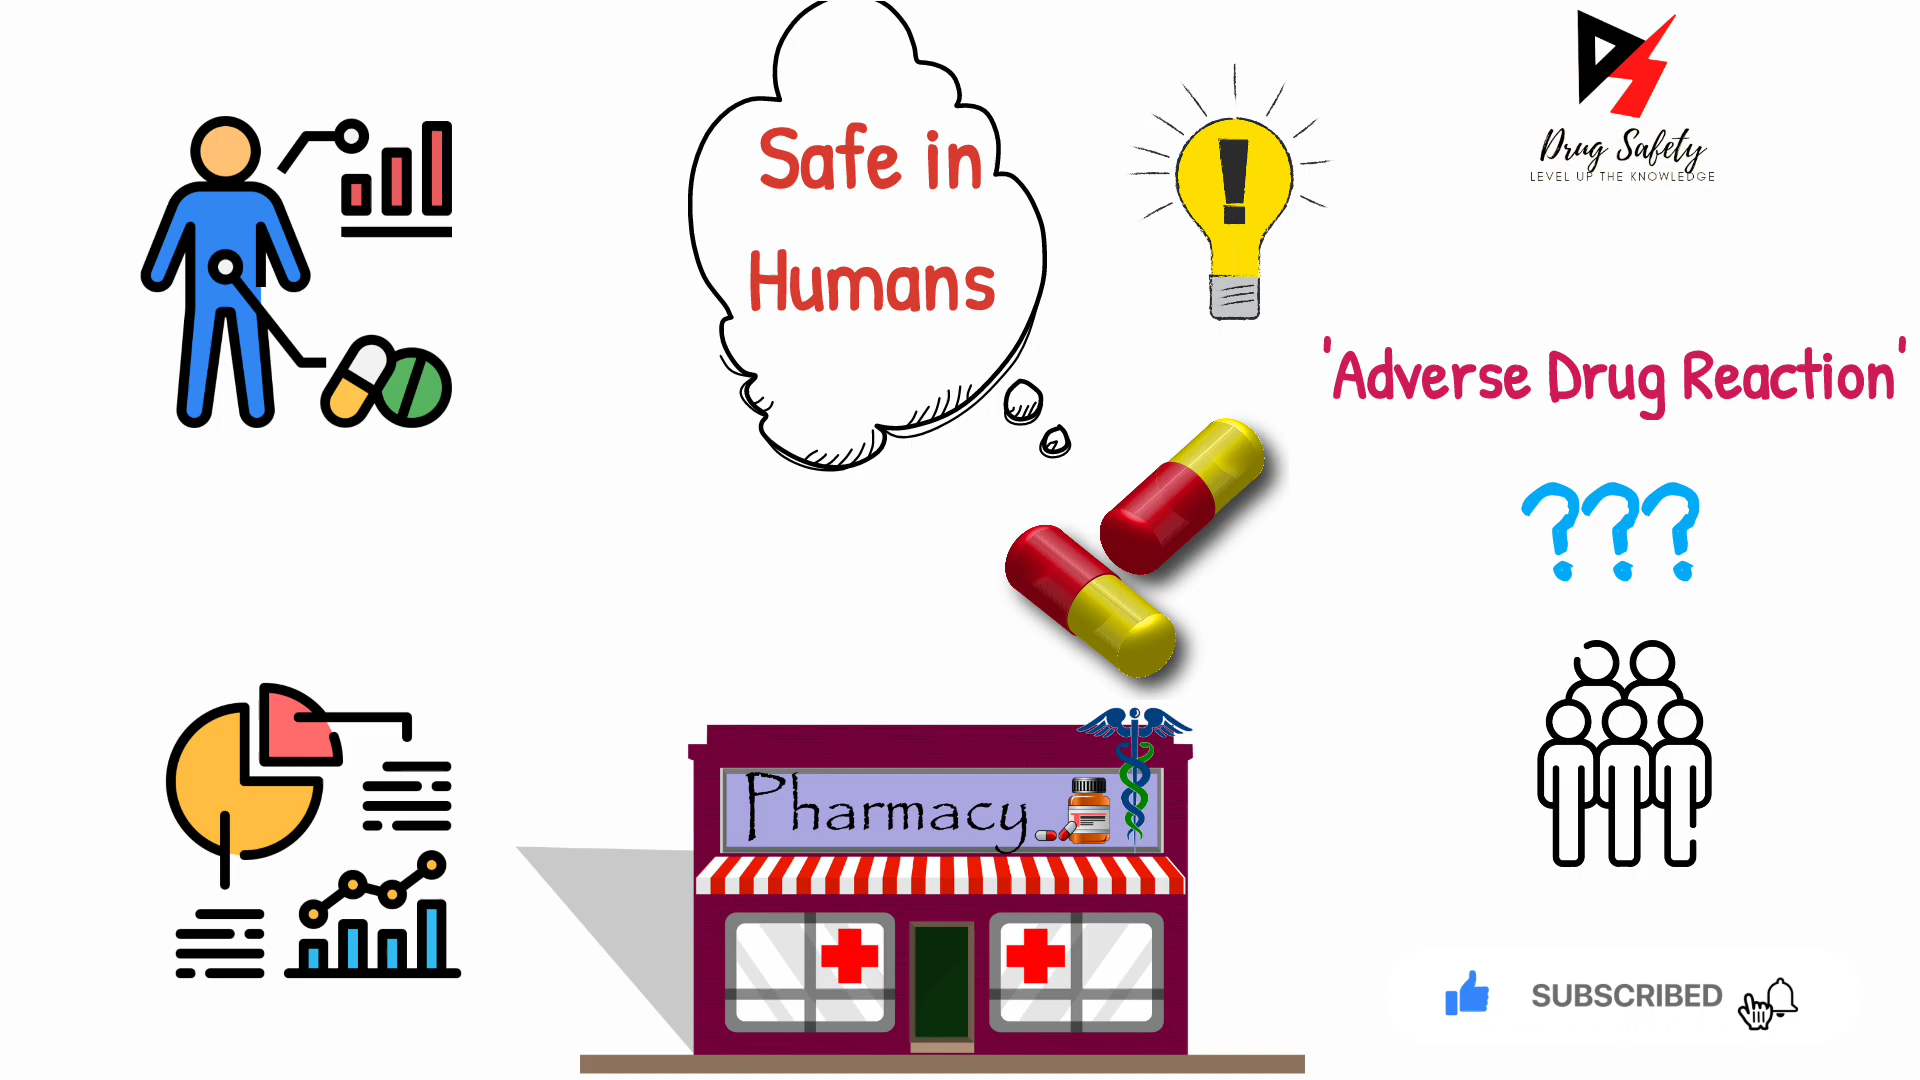 Safe in
Humans
Drug Safety
LEVEL UP THE KNOWLEDGE
'Adverse Drug Reaction'
???
Pharmacy
SUBSCRIBED